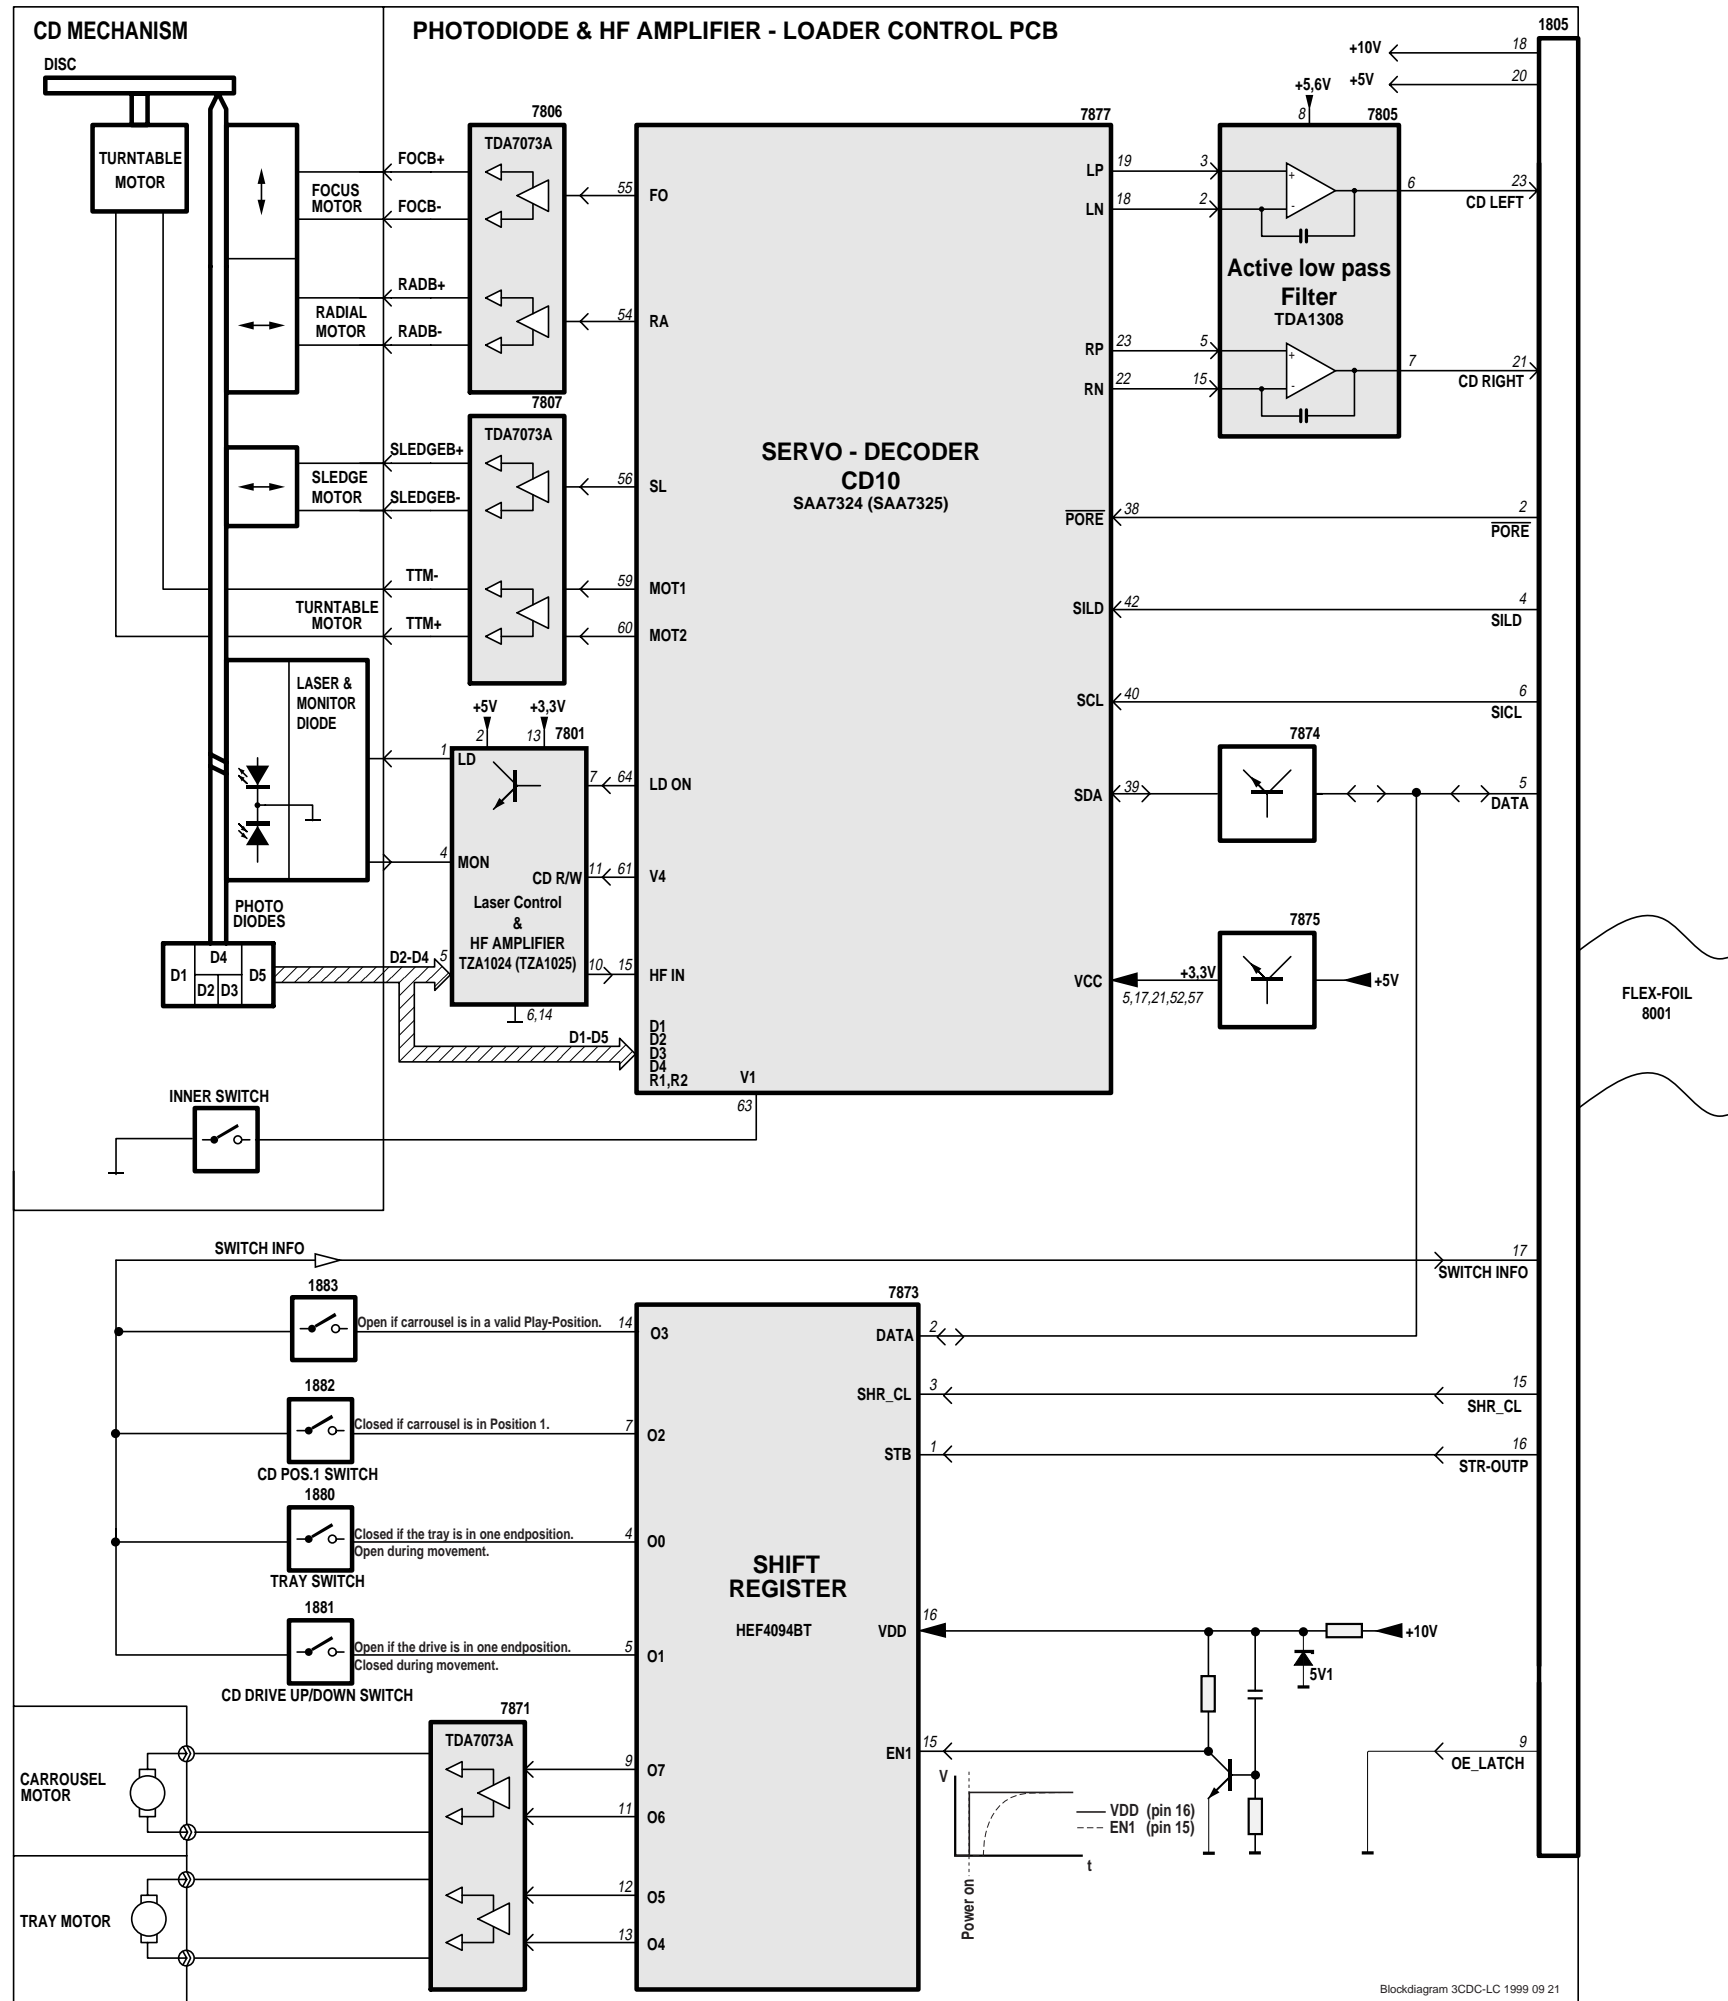 CD MECHANISM
PHOTODIODE & HF AMPLIFIER - LOADER CONTROL PCB
1805
DISC
+10V
18
+5V
20
+5,6V
8
7805
7806
7877
TDA7073A
TURNTABLE
MOTOR
FOCB+
FOCUS
MOTOR
FOCB-
55
FO
LP
19
3
+
-
6
23
CD LEFT
LN
18
2
RADB+
RADIAL
MOTOR
RADB-
54
RA
Active low pass
Filter
TDA1308
RP
23
5
+
-
7
21
CD RIGHT
RN
22
15
7807
TDA7073A
SLEDGEB+
SLEDGE
MOTOR
SLEDGEB-
56
SL
SERVO - DECODER
CD10
SAA7324 (SAA7325)
PORE
38
2
PORE
TTM-
59
MOT1
TURNTABLE
MOTOR
TTM+
60
MOT2
SILD
42
4
SILD
LASER &
MONITOR
DIODE
+5V
+3,3V
2
13
7801
SCL
40
6
SICL
1
LD
7
64
LD ON
7874
SDA
39
5
DATA
4
MON
CD R/W
11
61
V4
Laser Control
&
HF AMPLIFIER
TZA1024 (TZA1025)
PHOTO
DIODES
D1
D4
D2
D3
D5
D2-D4
5
10
15
HF IN
6,14
7875
VCC
+3,3V
5,17,21,52,57
+5V
FLEX-FOIL
8001
D1-D5
D1
D2
D3
D4
R1,R2
V1
63
INNER SWITCH
SWITCH INFO
17
SWITCH INFO
1883
Open if carrousel is in a valid Play-Position.
14
O3
7873
DATA
2
1882
Closed if carrousel is in Position 1.
7
O2
CD POS.1 SWITCH
SHR_CL
3
15
SHR_CL
STB
1
16
STR-OUTP
1880
Closed if the tray is in one endposition.
Open during movement.
4
O0
TRAY SWITCH
SHIFT
REGISTER
HEF4094BT
1881
Open if the drive is in one endposition.
Closed during movement.
5
O1
CD DRIVE UP/DOWN SWITCH
VDD
16
+10V
5V1
7871
TDA7073A
CARROUSEL
MOTOR
9
O7
11
O6
EN1
15
9
OE_LATCH
V
VDD (pin 16)
EN1 (pin 15)
t
Power on
TRAY MOTOR
12
O5
13
O4
Blockdiagram 3CDC-LC 1999 09 21